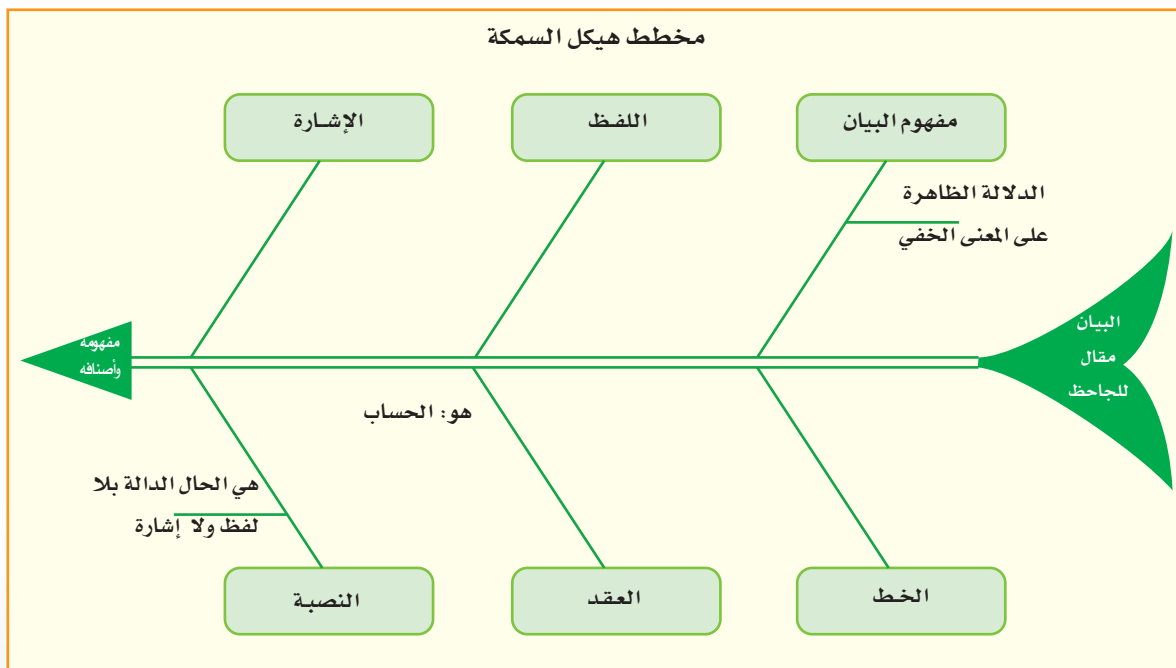 مخطط هيكل السمكة
مفهوم البيان
اللفظ
الإشارة
الدلالة الظاهرة
على المعنى الخفي
البيان
مقال
للجاحظ
مفهومه
وأصنافه
هو: الحساب
هي الحال الدالة بلا
لفظ ولا إشارة
الخط
العقد
النصبة